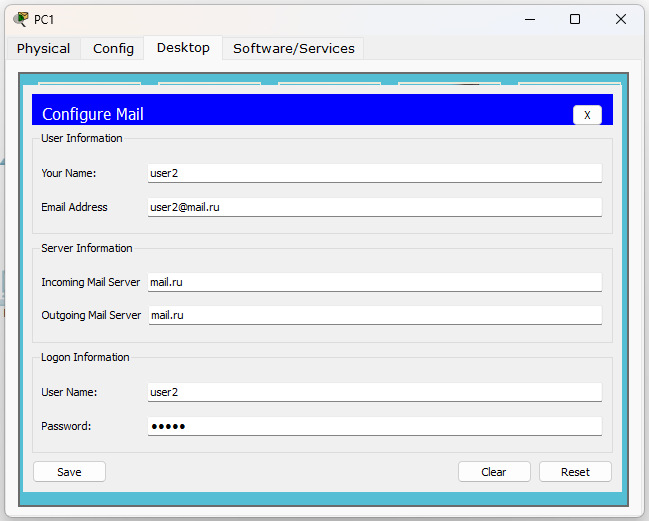 PC1
Physical Config Desktop Software/Services
Configure Mail X
User Information
Your Name: user2
Email Address user2@mail.ru
Server Information
Incoming Mail Server mail.ru
Outgoing Mail Server mail.ru
Logon Information
User Name: user2
Password: •••••
Save Clear Reset